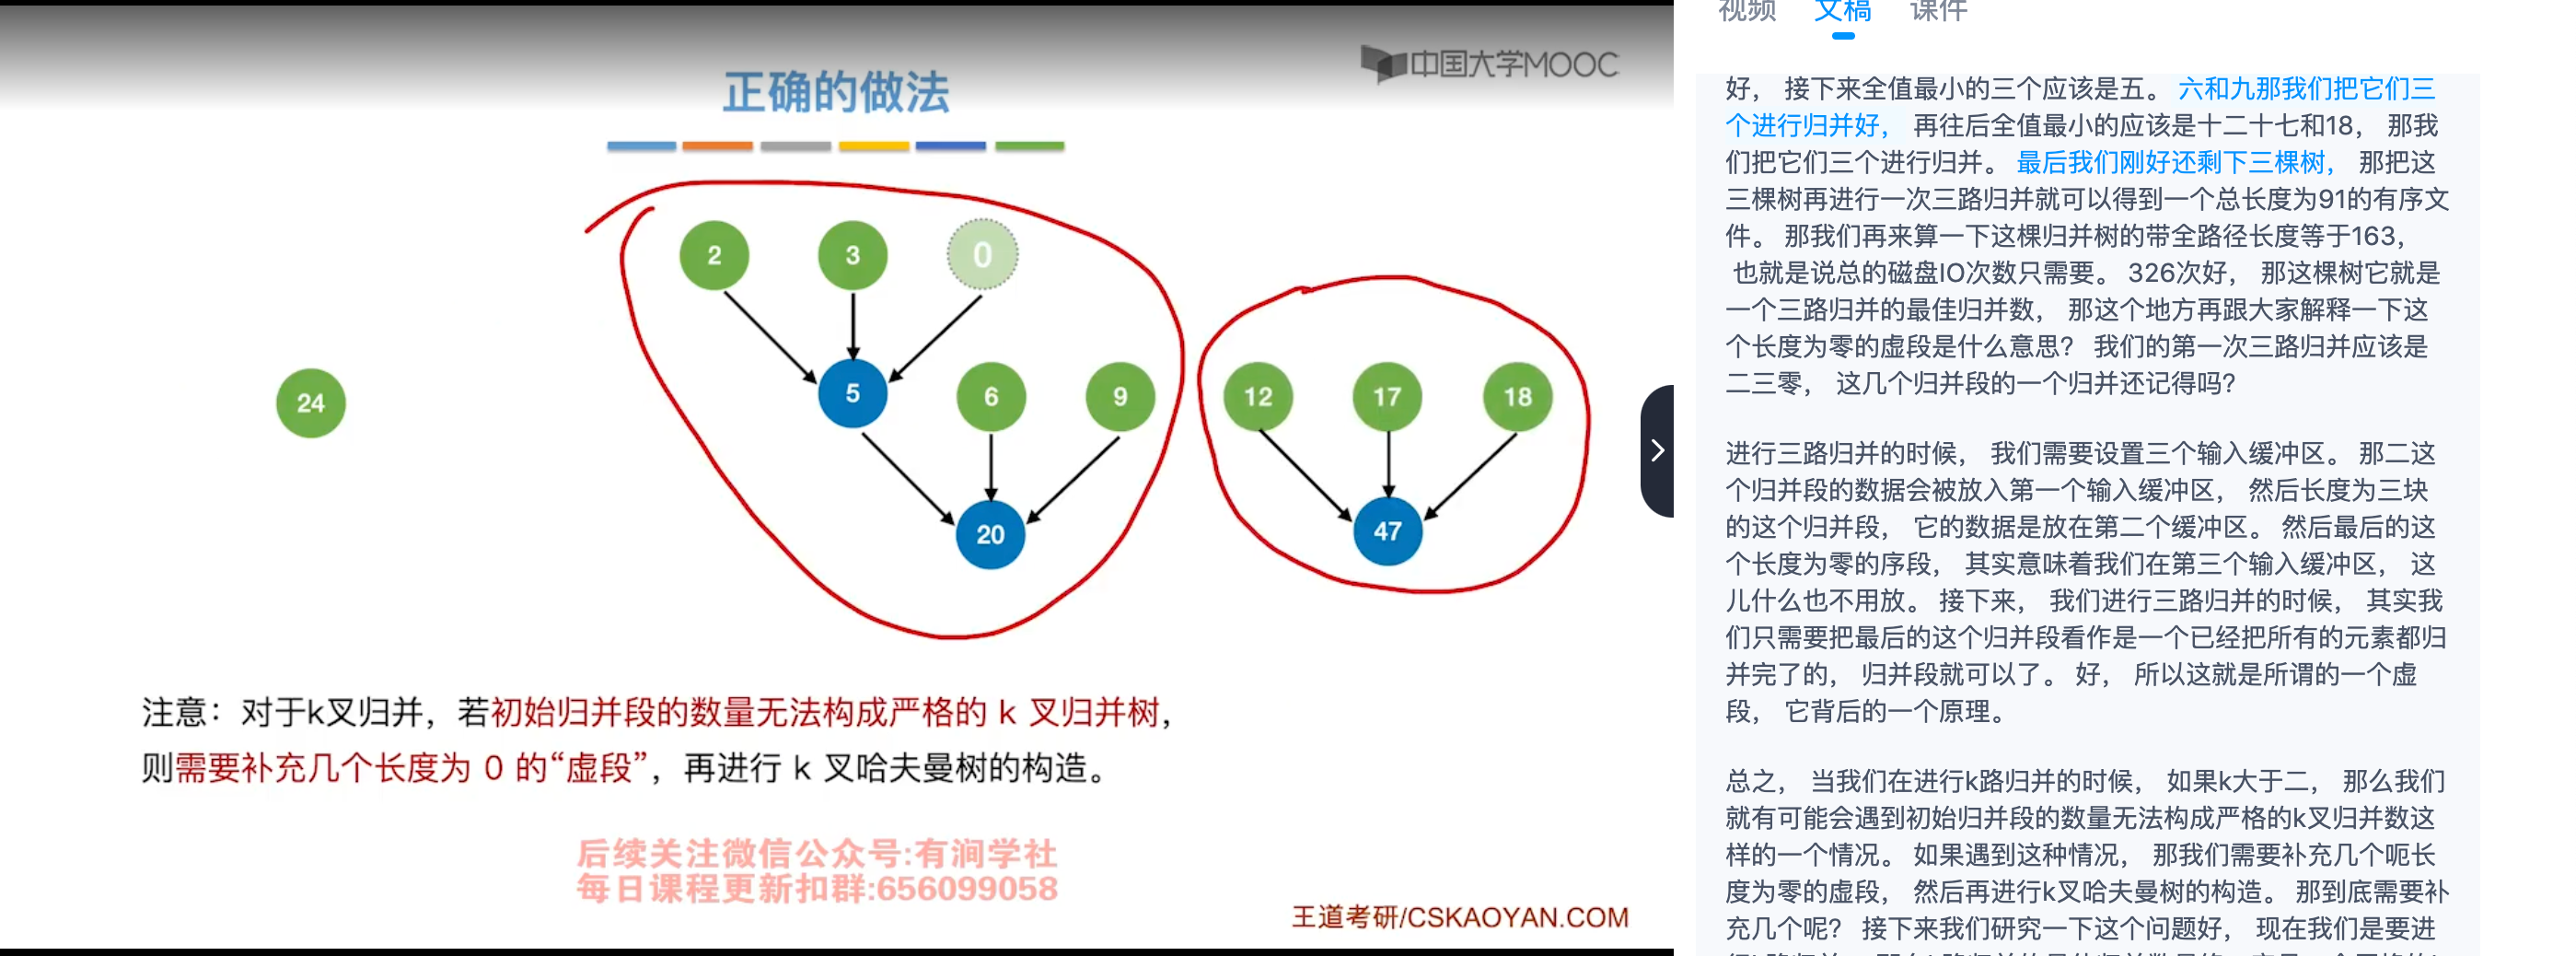 中国大学MOOC
正确的做法
2
3
0
24
5
6
9
12
17
18
20
47
注意：对于k叉归并，若初始归并段的数量无法构成严格的 k 叉归并树，
则需要补充几个长度为 0 的“虚段”，再进行 k 叉哈夫曼树的构造。
后续关注微信公众号:有涧学社
每日课程更新扣群:656099058
王道考研/CSKAOYAN.COM
视频 文稿 课件
好， 接下来全值最小的三个应该是五。 六和九那我们把它们三
个进行归并好， 再往后全值最小的应该是十二十七和18， 那我
们把它们三个进行归并。 最后我们刚好还剩下三棵树， 那把这
三棵树再进行一次三路归并就可以得到一个总长度为91的有序文
件。 那我们再来算一下这棵归并树的带全路径长度等于163，
也就是说总的磁盘IO次数只需要。 326次好， 那这棵树它就是
一个三路归并的最佳归并数， 那这个地方再跟大家解释一下这
个长度为零的虚段是什么意思？ 我们的第一次三路归并应该是
二三零， 这几个归并段的一个归并还记得吗？
进行三路归并的时候， 我们需要设置三个输入缓冲区。 那二这
个归并段的数据会被放入第一个输入缓冲区， 然后长度为三块
的这个归并段， 它的数据是放在第二个缓冲区。 然后最后的这
个长度为零的序段， 其实意味着我们在第三个输入缓冲区， 这
儿什么也不用放。 接下来， 我们进行三路归并的时候， 其实我
们只需要把最后的这个归并段看作是一个已经把所有的元素都归
并完了的， 归并段就可以了。 好， 所以这就是所谓的一个虚
段， 它背后的一个原理。
总之， 当我们在进行k路归并的时候， 如果k大于二， 那么我们
就有可能会遇到初始归并段的数量无法构成严格的k叉归并数这
样的一个情况。 如果遇到这种情况， 那我们需要补充几个呃长
度为零的虚段， 然后再进行k叉哈夫曼树的构造。 那到底需要补
充几个呢？ 接下来我们研究一下这个问题好， 现在我们是要进